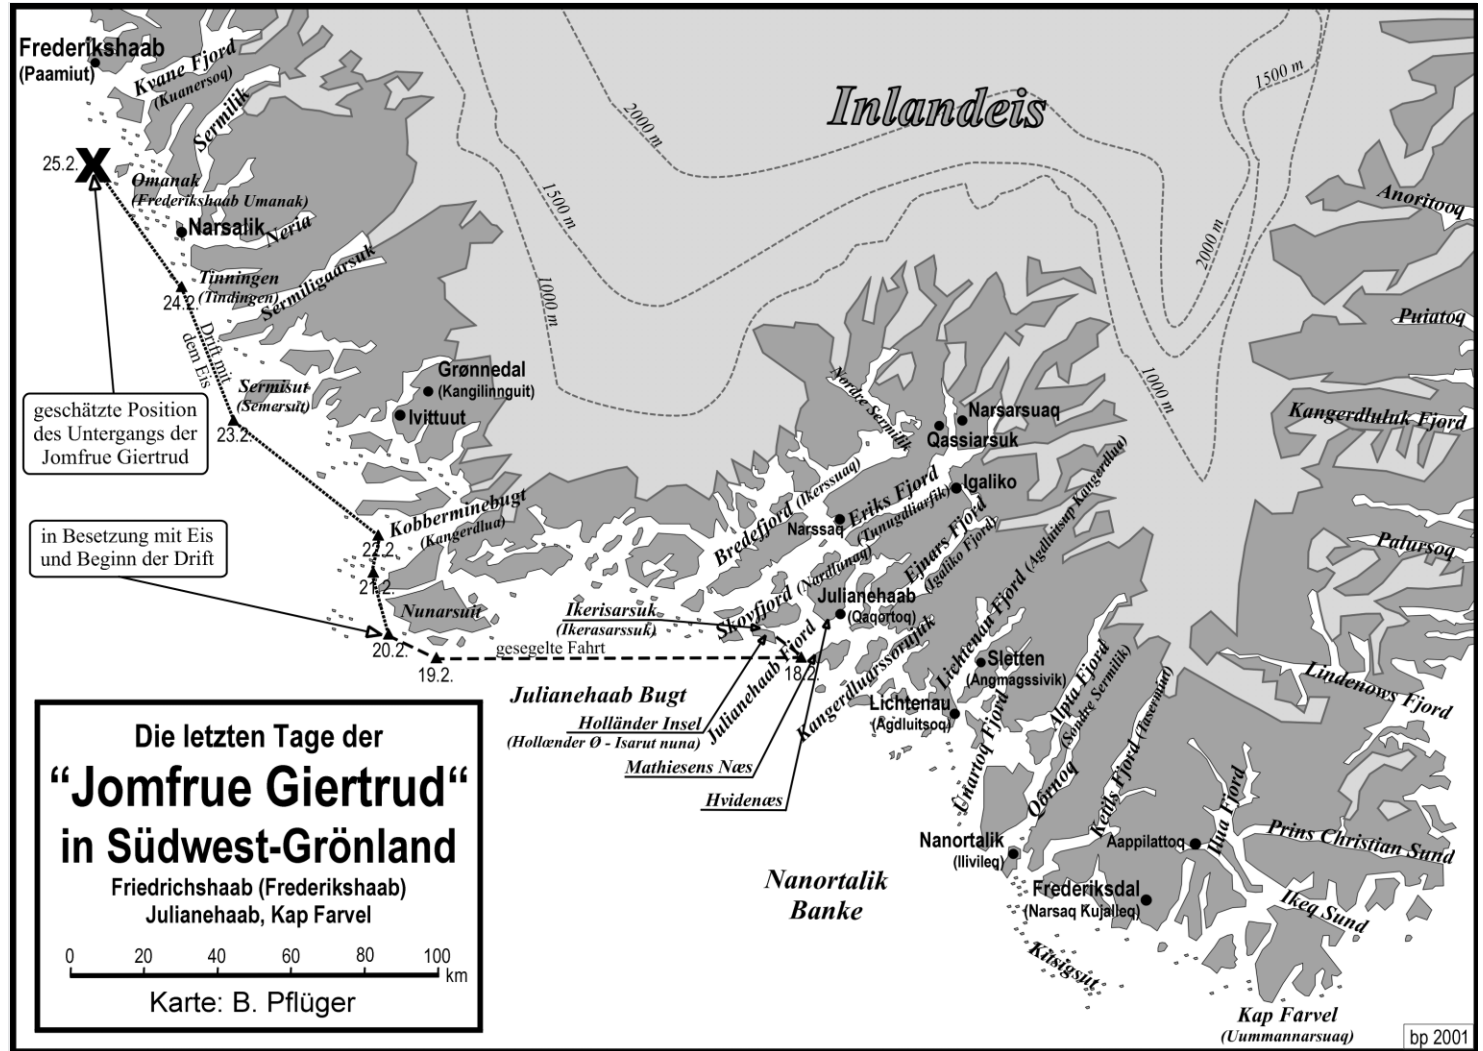 Frederikshaab
(Paamiut)
Kvane Fjord
(Kuanersoq)
Sermilik
25.2.
Omanak
(Frederikshaab Umanak)
Narsalik
Neria
Tinningen
(Tindingen)
Sermiligaarsuk
24.2.
Drift mit
dem Eis
Sermisut
(Semersuit)
23.2.
Grønnedal
(Kangilinnguit)
Ivittuut
geschätzte Position
des Untergangs der
Jomfrue Giertrud
in Besetzung mit Eis
und Beginn der Drift
Kobberminebugt
(Kangerdlua)
22.2.
21.2.
Nunarsuit
20.2.
19.2.
gesegelte Fahrt
18.2.
Inlandeis
2000 m
1500 m
1000 m
1500 m
2000 m
1000 m
Nordre Sermilik
Narsarsuaq
Qassiarsuk
Igaliko
Bredefjord (Ikerssuaq)
Narssaq
Eriks Fjord
(Tunugdliarfik)
Ejnars Fjord
(Igaliko Fjord)
Skovfjord (Nardlunaq)
Julianehaab
(Qaqortoq)
Ikerisarsuk
(Ikerasarssuk)
Julianehaab Fjord
Kangerdluarssorujuk
Lichtenau Fjord (Agdluitsup Kangerdlua)
Julianehaab Bugt
Holländer Insel
(Hollænder Ø - Isarut nuna)
Mathiesens Næs
Hvidenæs
Sletten
(Angmagssivik)
Lichtenau
(Agdluitsoq)
Unartoq Fjord
Alpta Fjord
(Sondre Sermilik)
Qôrnoq
Ketils Fjord (Tasermiut)
Nanortalik
(Ilivileq)
Nanortalik
Banke
Aappilattoq
Ilua Fjord
Frederiksdal
(Narsaq Kujalleq)
Kitsigsut
Anoritooq
Puiatoq
Kangerdluluk Fjord
Palursoq
Lindenows Fjord
Prins Christian Sund
Ikeq Sund
Kap Farvel
(Uummannarsuaq)
bp 2001
Die letzten Tage der
“Jomfrue Giertrud“
in Südwest-Grönland
Friedrichshaab (Frederikshaab)
Julianehaab, Kap Farvel
0 20 40 60 80 100
km
Karte: B. Pflüger